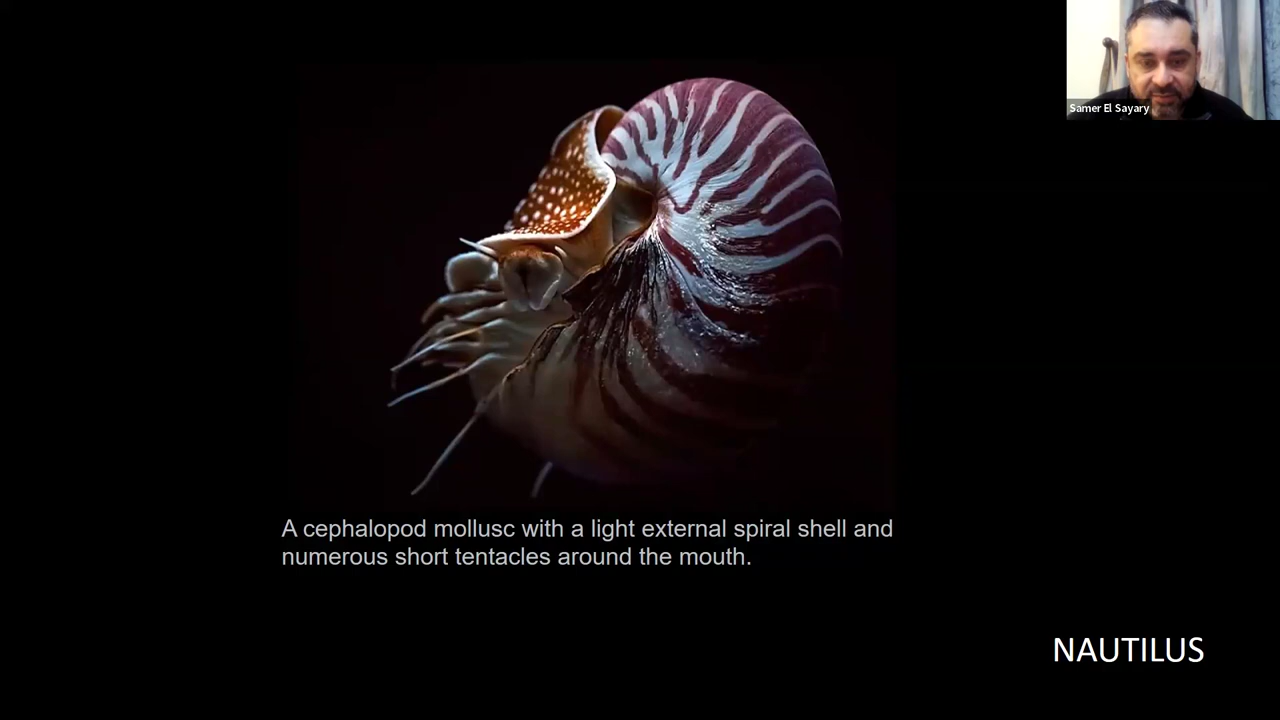 Samer El Sayary
A cephalopod mollusc with a light external spiral shell and
numerous short tentacles around the mouth.
NAUTILUS